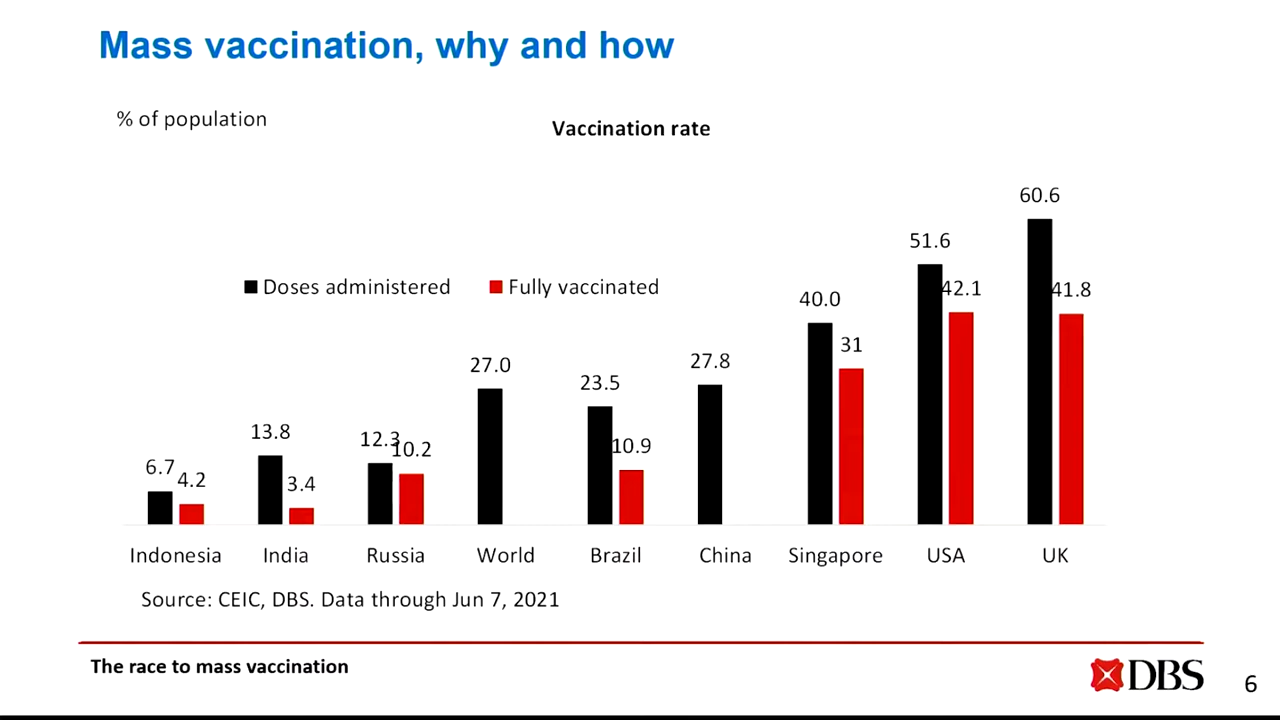 Mass vaccination, why and how
% of population
Vaccination rate
Doses administered
Fully vaccinated
6.7
4.2
13.8
3.4
12.3
10.2
27.0
23.5
10.9
27.8
40.0
31
51.6
42.1
60.6
41.8
Indonesia India Russia World Brazil China Singapore USA UK
Source: CEIC, DBS. Data through Jun 7, 2021
The race to mass vaccination
DBS
6